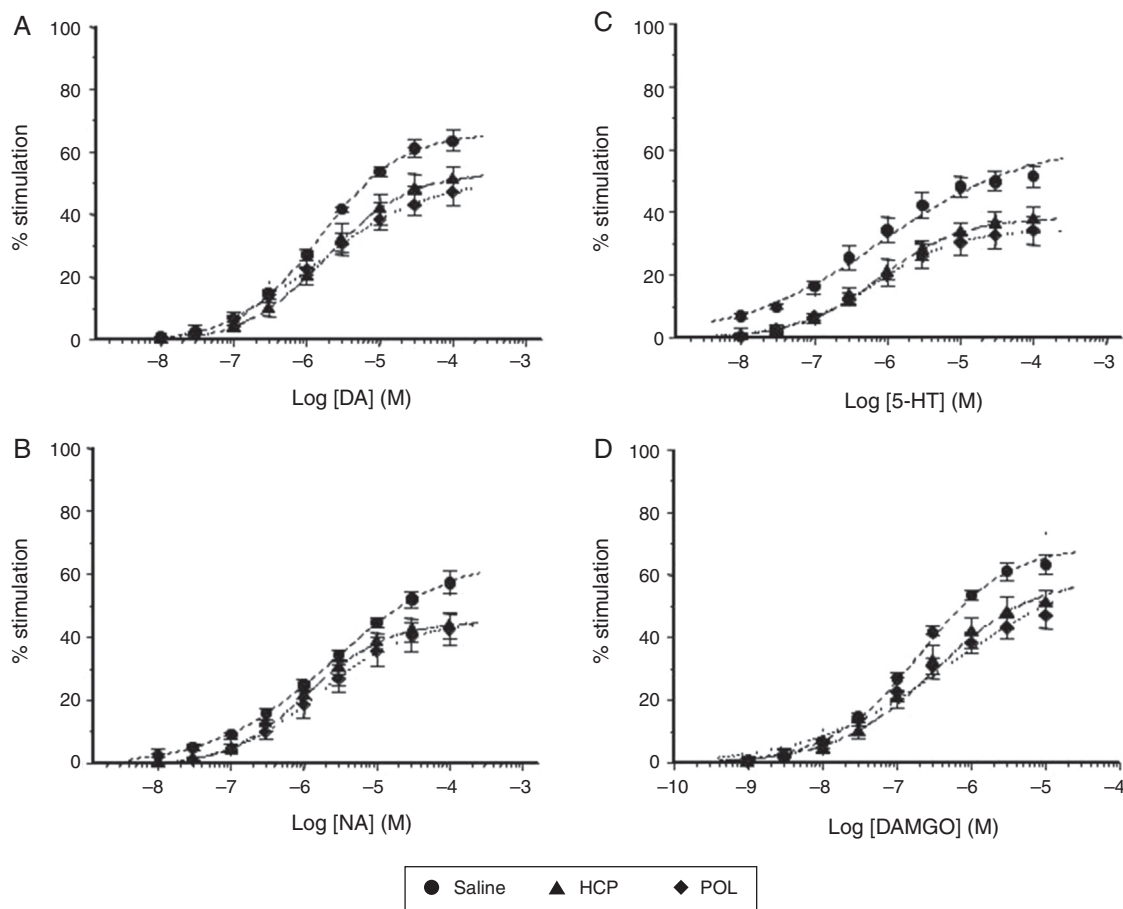 A
100
80
60
40
20
0
% stimulation
–8 –7 –6 –5 –4 –3
Log [DA] (M)
C
100
80
60
40
20
0
% stimulation
–8 –7 –6 –5 –4 –3
Log [5-HT] (M)
B
100
80
60
40
20
0
% stimulation
–8 –7 –6 –5 –4 –3
Log [NA] (M)
D
100
80
60
40
20
0
% stimulation
–10 –9 –8 –7 –6 –5 –4
Log [DAMGO] (M)
Saline HCP POL